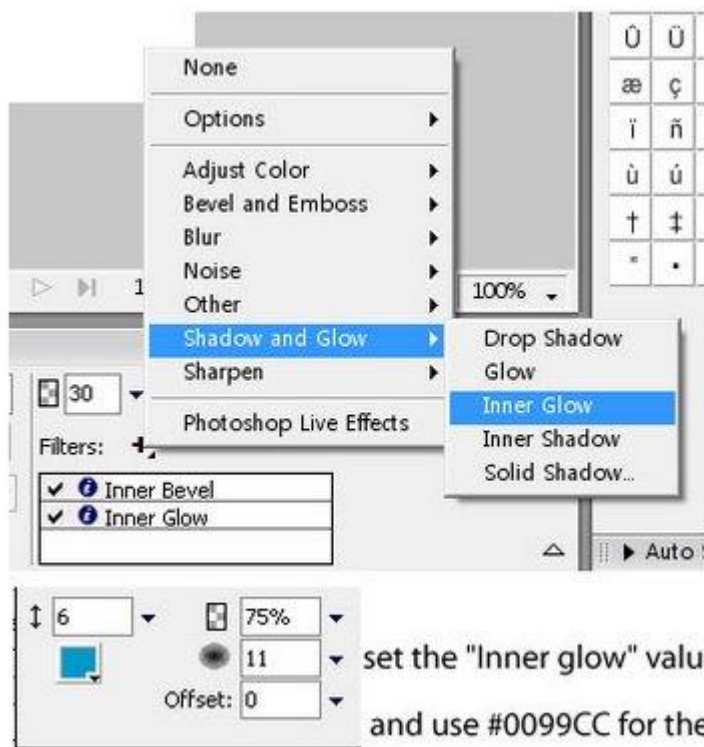 Û Ü
None
æ ç
Options
ï ñ
Adjust Color
ù ú
Bevel and Emboss
† ‡
Blur
Noise
1
100%
Other
Shadow and Glow
Drop Shadow
Sharpen
Glow
30
Inner Glow
Photoshop Live Effects
Inner Shadow
Filters:
Solid Shadow...
Inner Bevel
Inner Glow
Auto
6
75%
11
set the "Inner glow" valu
Offset: 0
and use #0099CC for the